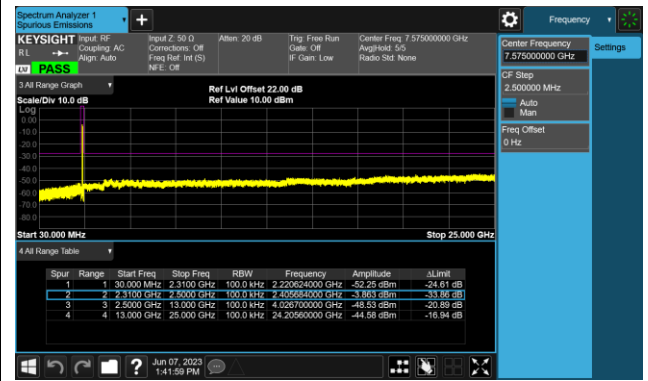 Spectrum Analyzer 1
Spurious Emissions
Frequency
KEYSIGHT Input: RF Input Z: 50 Ω Atten: 20 dB Trig: Free Run Center Freq: 7.575000000 GHz
RL Coupling: AC Corrections: Off Gate: Off Avg|Hold: 5/5
Align: Auto Freq Ref: Int (S) IF Gain: Low Radio Std: None
NFE: Off
LXI PASS
Center Frequency
7.575000000 GHz
Settings
CF Step
2.500000 MHz
Auto
Man
Freq Offset
0 Hz
3 All Range Graph
Ref Lvl Offset 22.00 dB
Scale/Div 10.0 dB Ref Value 10.00 dBm
Log
0.00
-10.0
-20.0
-30.0
-40.0
-50.0
-60.0
-70.0
-80.0
Start 30.000 MHz Stop 25.000 GHz
4 All Range Table
Spur Range Start Freq Stop Freq RBW Frequency Amplitude ΔLimit
1 1 30.000 MHz 2.3100 GHz 100.0 kHz 2.220624000 GHz -52.25 dBm -24.61 dB
2 2 2.3100 GHz 2.5000 GHz 100.0 kHz 2.405684000 GHz -3.863 dBm -33.86 dB
3 3 2.5000 GHz 13.000 GHz 100.0 kHz 4.026700000 GHz -48.53 dBm -20.89 dB
4 4 13.000 GHz 25.000 GHz 100.0 kHz 24.20560000 GHz -44.58 dBm -16.94 dB
Jun 07, 2023
1:41:59 PM